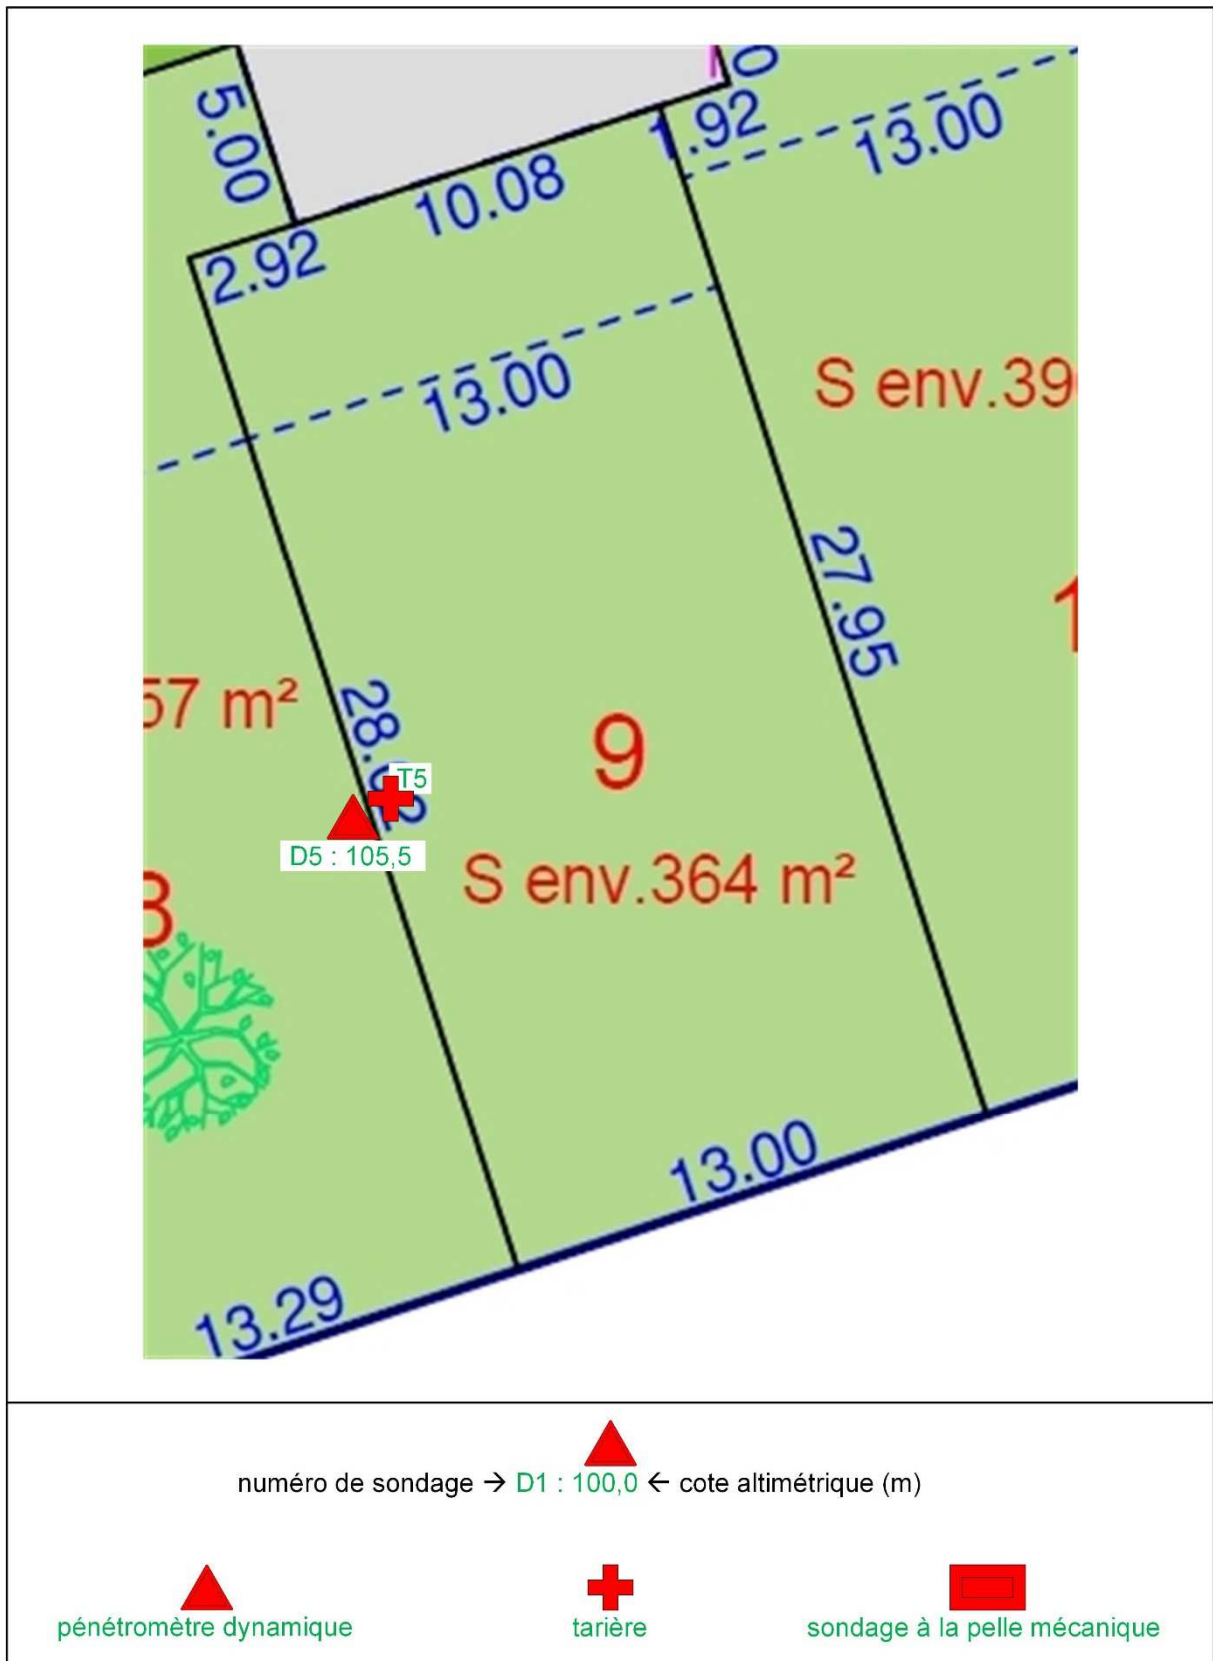 5.00
0
1.92
13.00
10.08
2.92
13.00
S env.39
27.95
57 m²
9
T5
D5 : 105,5
S env.364 m²
13.00
13.29
numéro de sondage → D1 : 100,0 ← cote altimétrique (m)
pénétromètre dynamique
tarière
sondage à la pelle mécanique